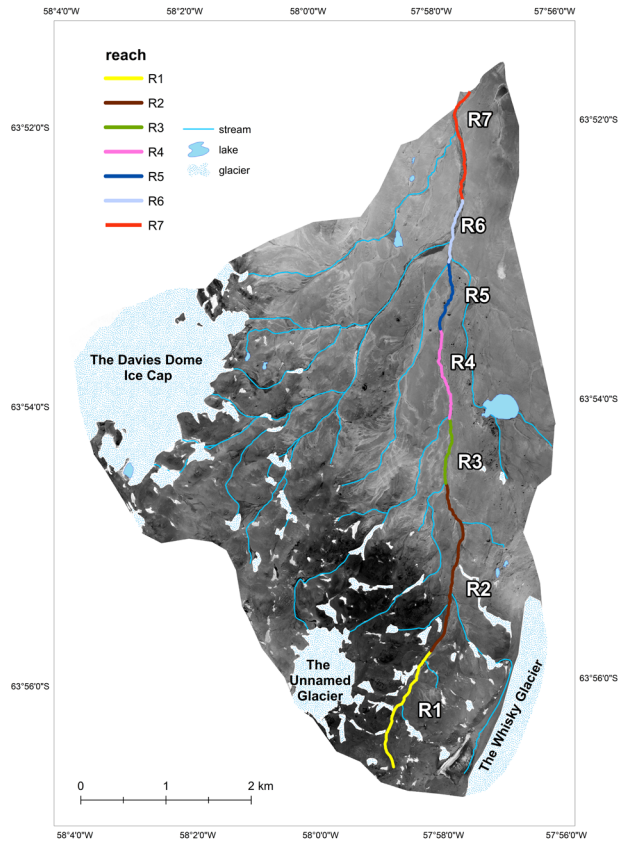 58°4'0"W 58°2'0"W 58°0'0"W 57°58'0"W 57°56'0"W
reach
R1
R2
R3
R4
R5
R6
R7
stream
lake
glacier
63°52'0"S
63°52'0"S
R7
R6
R5
R4
R3
R2
R1
The Davies Dome
Ice Cap
63°54'0"S
63°54'0"S
The
Unnamed
Glacier
The Whisky Glacier
63°56'0"S
63°56'0"S
0 1 2 km
58°4'0"W 58°2'0"W 58°0'0"W 57°58'0"W 57°56'0"W